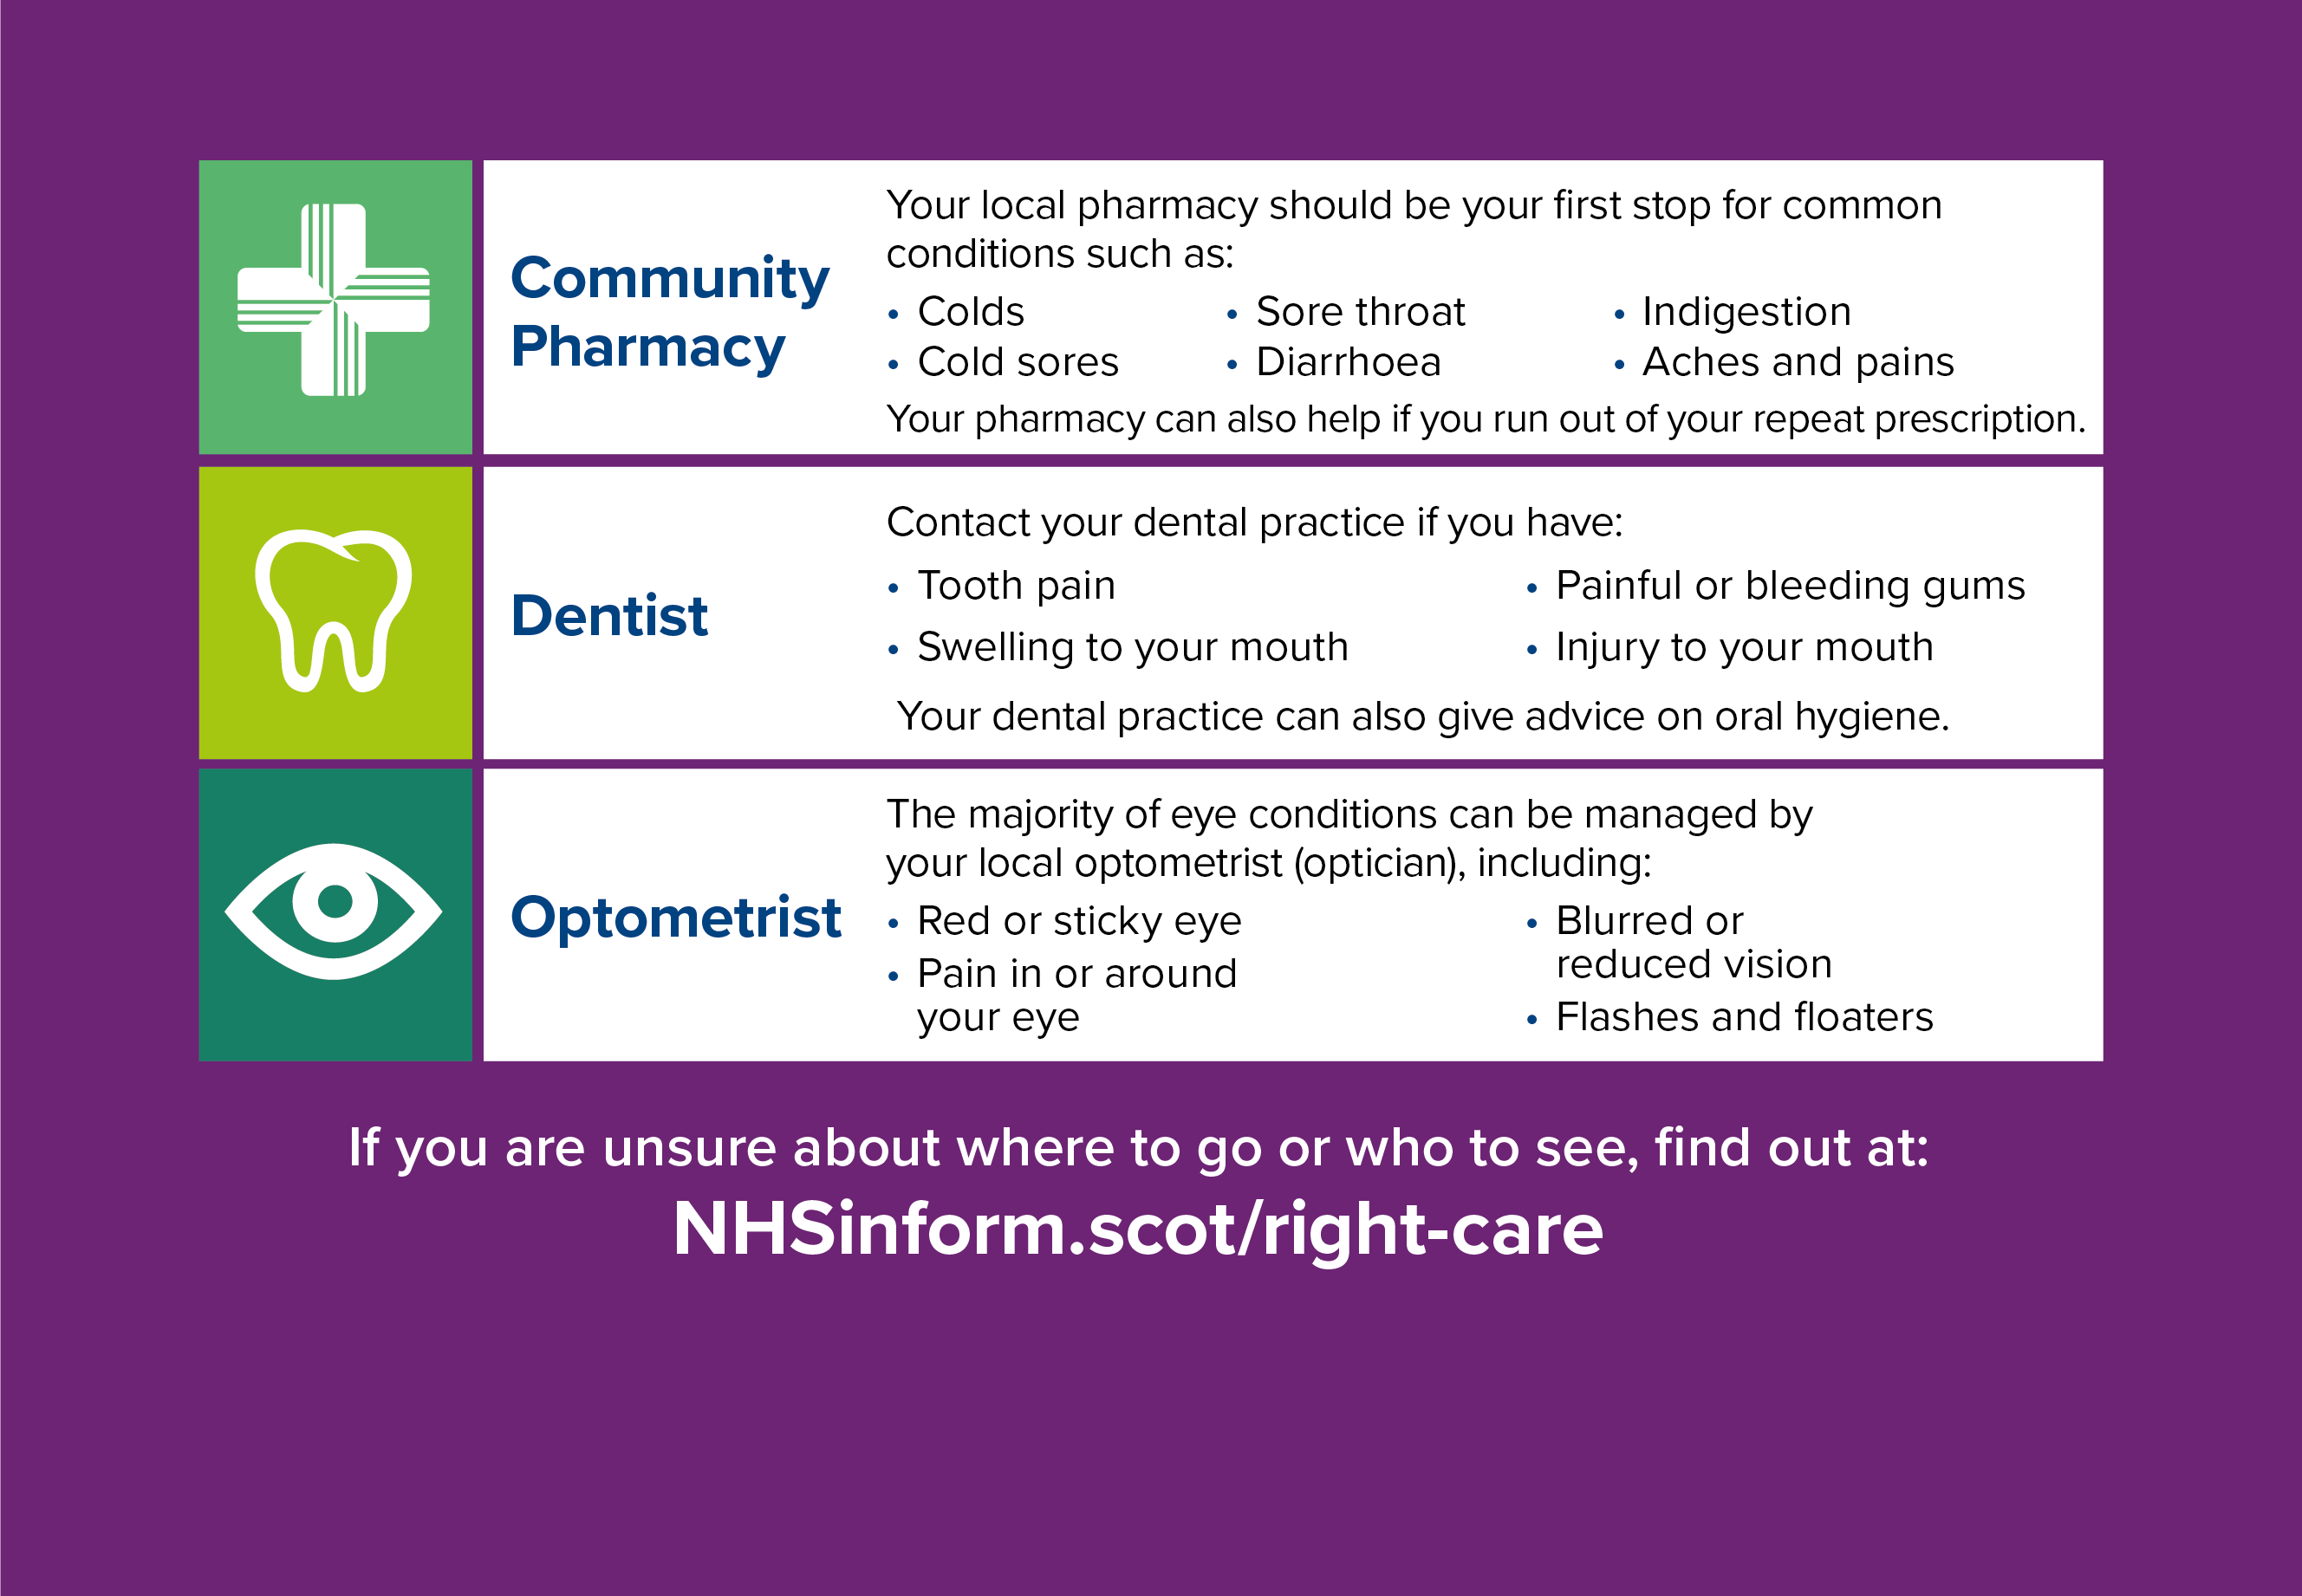 Community
Pharmacy
Your local pharmacy should be your first stop for common
conditions such as:
• Colds • Sore throat • Indigestion
• Cold sores • Diarrhoea • Aches and pains
Your pharmacy can also help if you run out of your repeat prescription.
Dentist
Contact your dental practice if you have:
• Tooth pain • Painful or bleeding gums
• Swelling to your mouth • Injury to your mouth
Your dental practice can also give advice on oral hygiene.
Optometrist
The majority of eye conditions can be managed by
your local optometrist (optician), including:
• Red or sticky eye
• Pain in or around
your eye
• Blurred or
reduced vision
• Flashes and floaters
If you are unsure about where to go or who to see, find out at:
NHSinform.scot/right-care